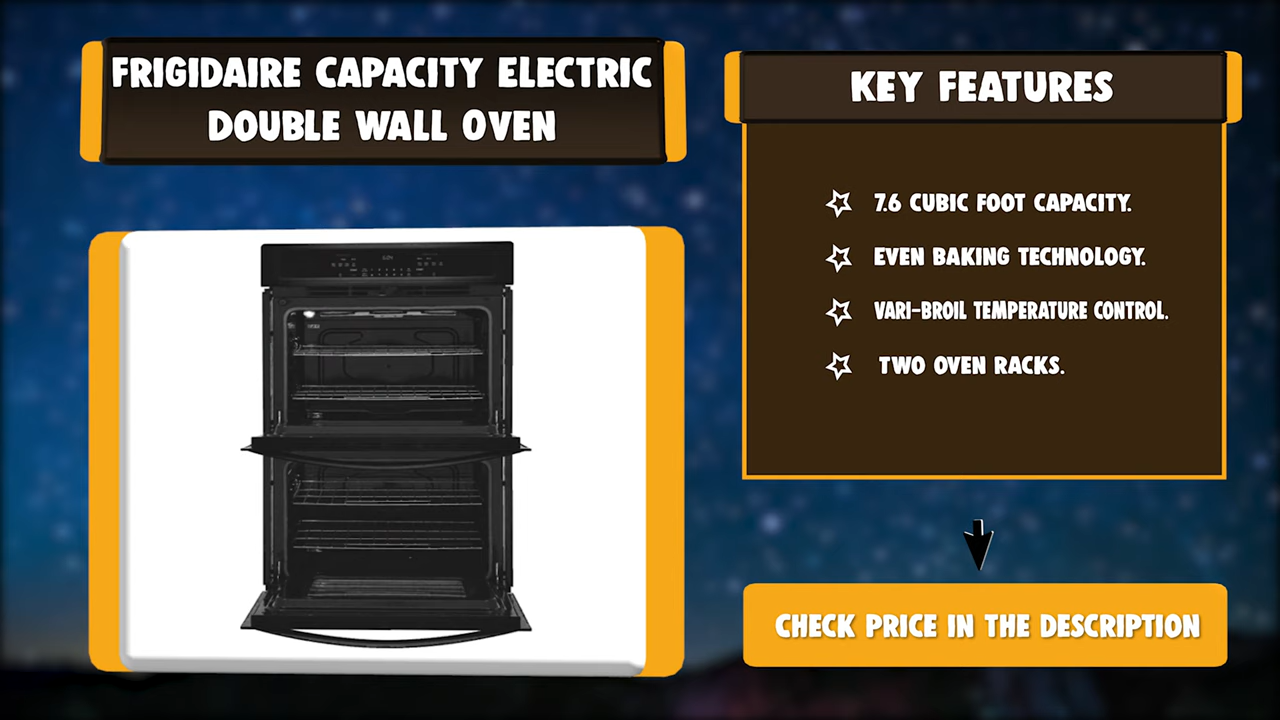 FRIGIDAIRE CAPACITY ELECTRIC
DOUBLE WALL OVEN
KEY FEATURES
7.6 CUBIC FOOT CAPACITY.
EVEN BAKING TECHNOLOGY.
VARI-BROIL TEMPERATURE CONTROL.
TWO OVEN RACKS.
CHECK PRICE IN THE DESCRIPTION